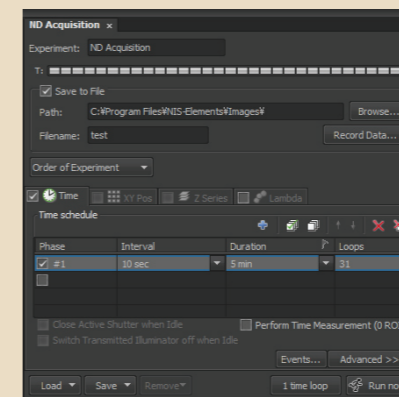 ND Acquisition ×
Experiment: ND Acquisition
T:
Save to File
Path: C:¥Program Files¥NIS-Elements¥Images¥ Browse...
Filename: test Record Data...
Order of Experiment
Time XY Pos Z Series Lambda
Time schedule
Phase Interval Duration Loops
#1 10 sec 5 min 31
Close Active Shutter when Idle Perform Time Measurement (0 RO
Switch Transmitted Illuminator off when Idle
Events... Advanced >>
Load Save Remove 1 time loop Run no